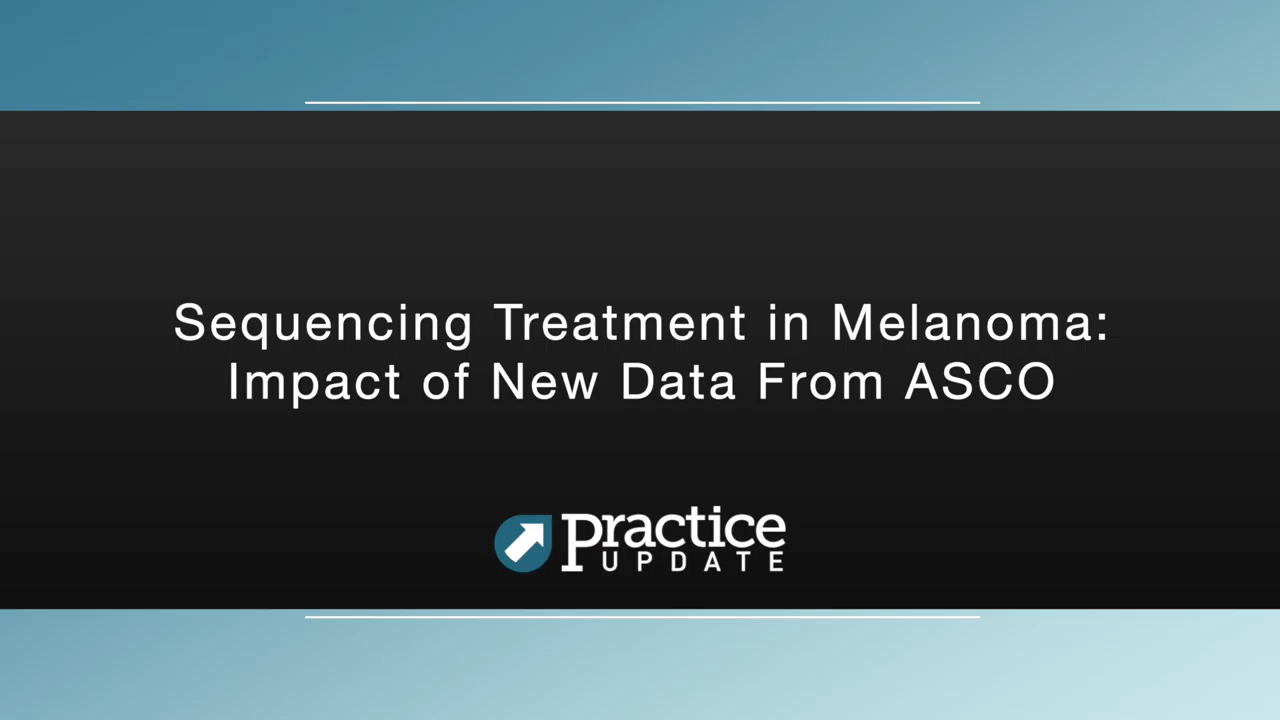 Sequencing Treatment in Melanoma:
Impact of New Data From ASCO
practice
UPDATE